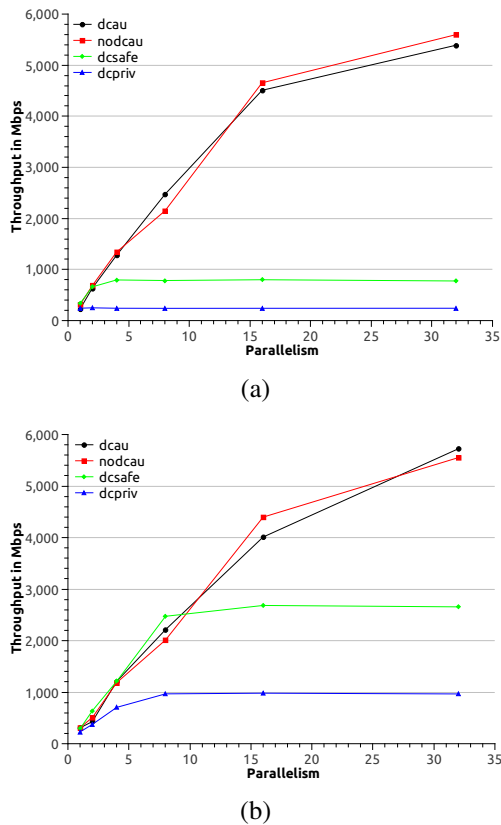 dcau
nodcau
dcsafe
dcpriv
Throughput in Mbps
6,000
5,000
4,000
3,000
2,000
1,000
0
0 5 10 15 20 25 30 35
Parallelism
(a)
dcau
nodcau
dcsafe
dcpriv
Throughput in Mbps
6,000
5,000
4,000
3,000
2,000
1,000
0
0 5 10 15 20 25 30 35
Parallelism
(b)